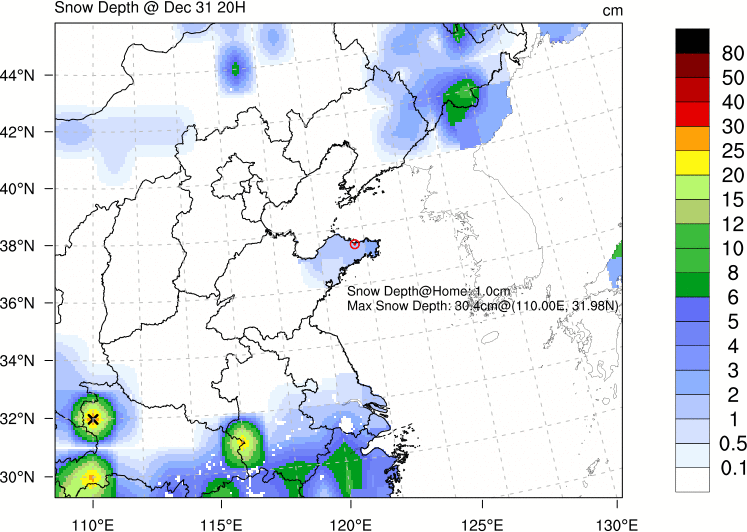 Snow Depth @ Dec 31 20H
cm
44°N
42°N
40°N
38°N
36°N
34°N
32°N
30°N
110°E
115°E
120°E
125°E
130°E
Snow Depth@Home: 1.0cm
Max Snow Depth: 30.4cm@(110.00E, 31.98N)
80
50
40
30
25
20
15
12
10
8
6
5
4
3
2
1
0.5
0.1